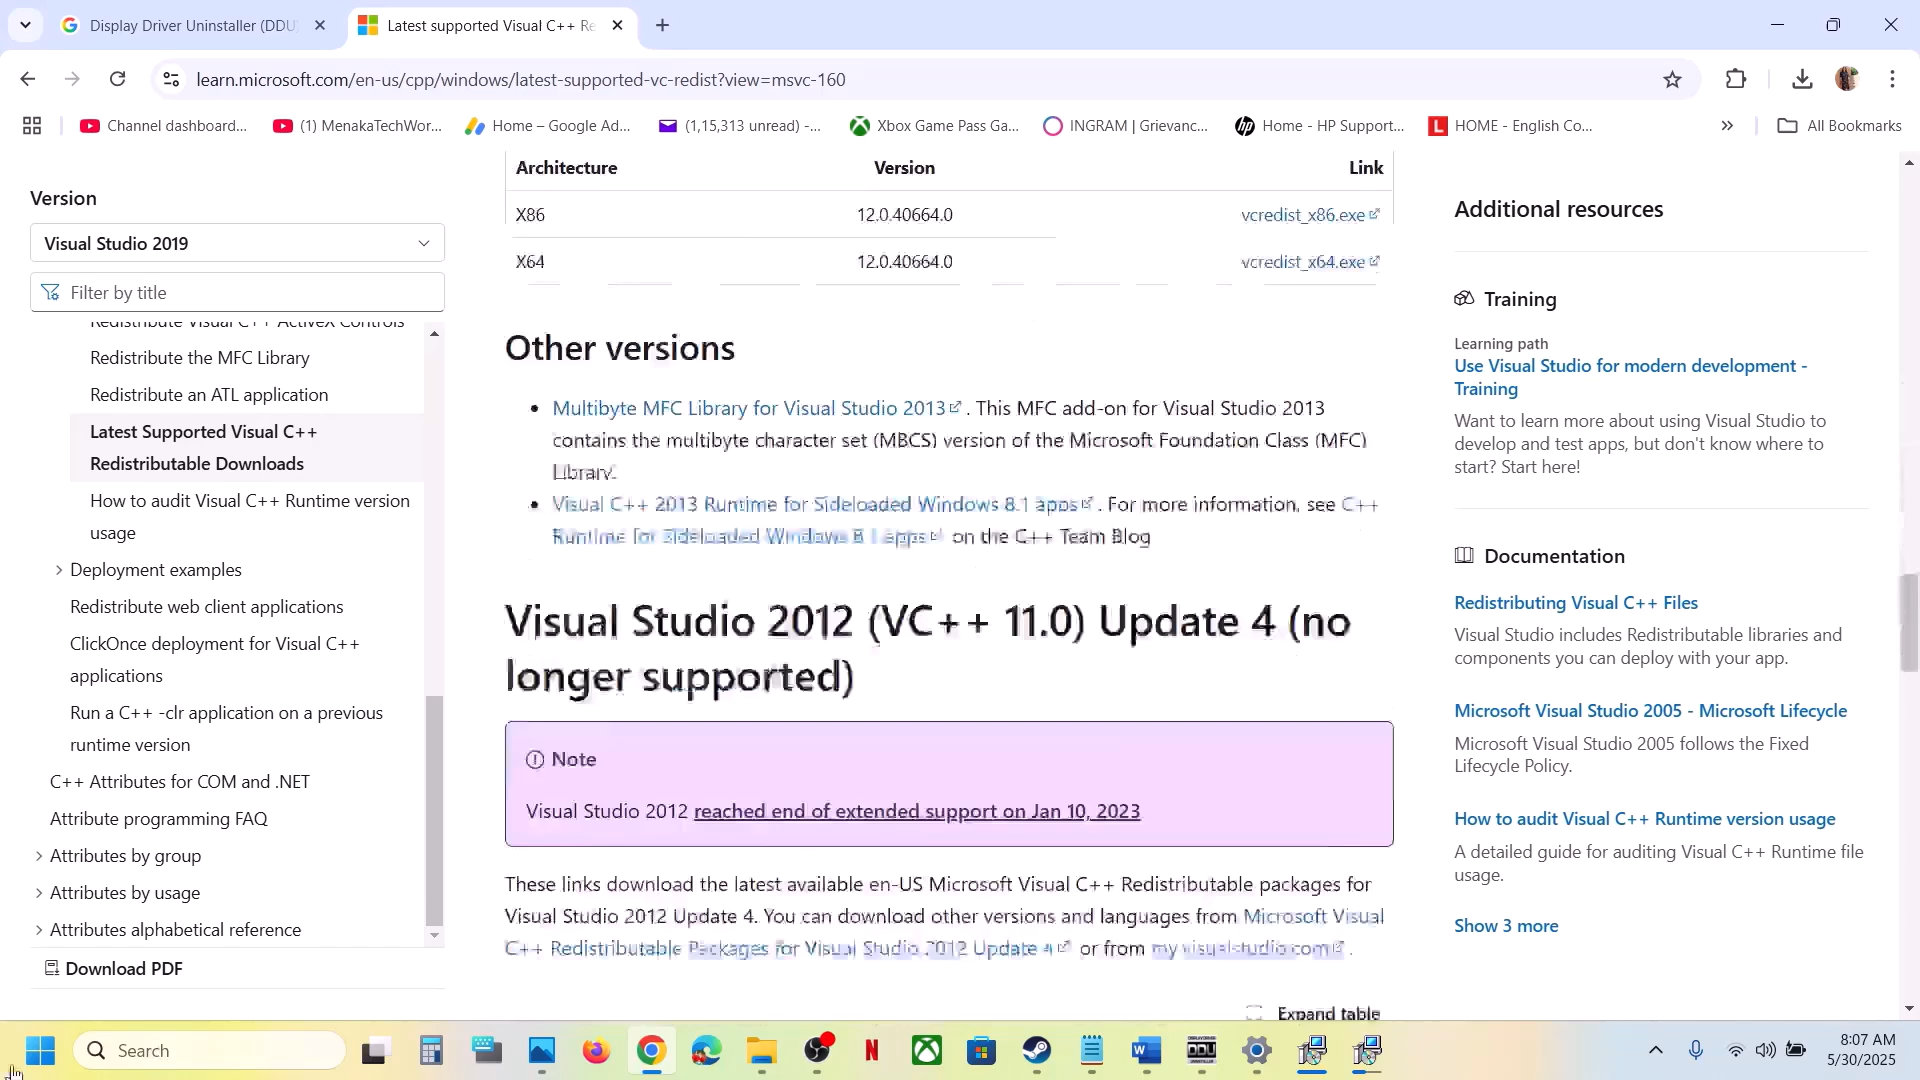 Display Driver Uninstaller (DDU
Latest supported Visual C++ Re
learn.microsoft.com/en-us/cpp/windows/latest-supported-vc-redist?view=msvc-160
Channel dashboard...
(1) MenakaTechWor...
Home – Google Ad...
(1,15,313 unread) -...
Xbox Game Pass Ga...
INGRAM | Grievanc...
Home - HP Support...
HOME - English Co...
All Bookmarks
Version
Visual Studio 2019
Filter by title
Redistribute Visual C++ ActiveX Controls
Redistribute the MFC Library
Redistribute an ATL application
Latest Supported Visual C++
Redistributable Downloads
How to audit Visual C++ Runtime version
usage
Deployment examples
Redistribute web client applications
ClickOnce deployment for Visual C++
applications
Run a C++ -clr application on a previous
runtime version
C++ Attributes for COM and .NET
Attribute programming FAQ
Attributes by group
Attributes by usage
Attributes alphabetical reference
Download PDF
Architecture Version Link
X86 12.0.40664.0 vcredist_x86.exe
X64 12.0.40664.0 vcredist_x64.exe
Other versions
Multibyte MFC Library for Visual Studio 2013. This MFC add-on for Visual Studio 2013
contains the multibyte character set (MBCS) version of the Microsoft Foundation Class (MFC)
Library.
Visual C++ 2013 Runtime for Sideloaded Windows 8.1 apps. For more information, see C++
Runtime for Sideloaded Windows 8.1 apps on the C++ Team Blog
Visual Studio 2012 (VC++ 11.0) Update 4 (no
longer supported)
Note
Visual Studio 2012 reached end of extended support on Jan 10, 2023
These links download the latest available en-US Microsoft Visual C++ Redistributable packages for
Visual Studio 2012 Update 4. You can download other versions and languages from Microsoft Visual
C++ Redistributable Packages for Visual Studio 2012 Update 4 or from my.visualstudio.com.
Expand table
Additional resources
Training
Learning path
Use Visual Studio for modern development -
Training
Want to learn more about using Visual Studio to
develop and test apps, but don't know where to
start? Start here!
Documentation
Redistributing Visual C++ Files
Visual Studio includes Redistributable libraries and
components you can deploy with your app.
Microsoft Visual Studio 2005 - Microsoft Lifecycle
Microsoft Visual Studio 2005 follows the Fixed
Lifecycle Policy.
How to audit Visual C++ Runtime version usage
A detailed guide for auditing Visual C++ Runtime file
usage.
Show 3 more
Search
8:07 AM
5/30/2025